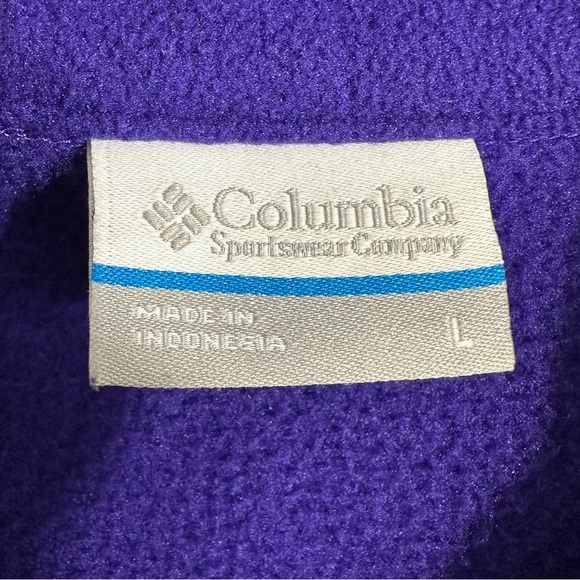 Columbia
Sportswear Company
MADE IN
INDONESIA
L